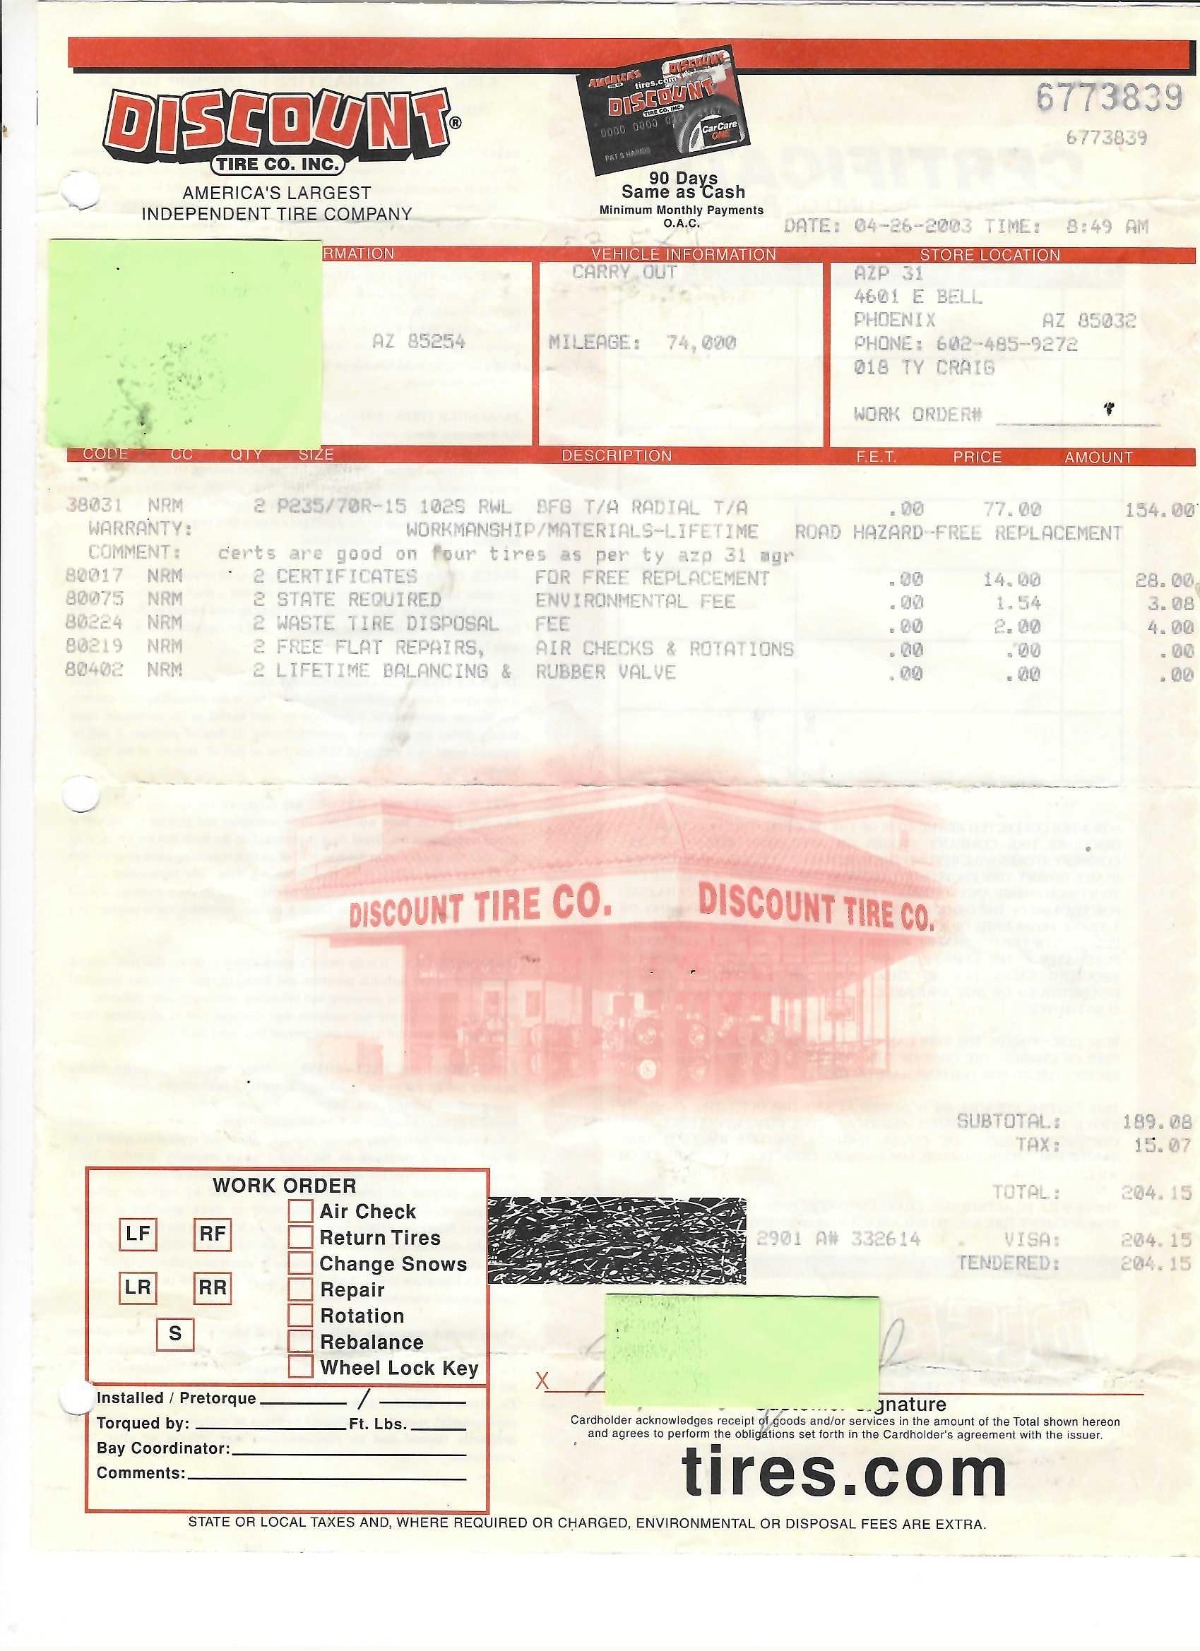 DISCOUNT®
TIRE CO. INC.
AMERICA'S LARGEST
INDEPENDENT TIRE COMPANY
AMERICA'S DISCOUNT
tires.com
DISCOUNT
TIRE CO. INC.
CarCare
ONE
90 Days
Same as Cash
Minimum Monthly Payments
O.A.C.
6773839
6773839
DATE: 04-26-2003 TIME: 8:49 AM
RMATION VEHICLE INFORMATION STORE LOCATION
CARRY OUT AZP 31
4601 E BELL
PHOENIX AZ 85032
AZ 85254 MILEAGE: 74,000 PHONE: 602-485-9272
018 TY CRAIG
WORK ORDER#
CODE CC QTY SIZE DESCRIPTION F.E.T. PRICE AMOUNT
38031 NRM 2 P235/70R-15 102S RWL BFG T/A RADIAL T/A .00 77.00 154.00
WARRANTY: WORKMANSHIP/MATERIALS-LIFETIME ROAD HAZARD-FREE REPLACEMENT
COMMENT: certs are good on four tires as per ty azp 31 mgr
80017 NRM 2 CERTIFICATES FOR FREE REPLACEMENT .00 14.00 28.00
80075 NRM 2 STATE REQUIRED ENVIRONMENTAL FEE .00 1.54 3.08
80224 NRM 2 WASTE TIRE DISPOSAL FEE .00 2.00 4.00
80219 NRM 2 FREE FLAT REPAIRS, AIR CHECKS & ROTATIONS .00 .00 .00
80402 NRM 2 LIFETIME BALANCING & RUBBER VALVE .00 .00 .00
DISCOUNT TIRE CO. DISCOUNT TIRE CO.
SUBTOTAL: 189.08
TAX: 15.07
TOTAL: 204.15
2901 A# 332614 VISA: 204.15
TENDERED: 204.15
WORK ORDER
LF RF
LR RR
S
Air Check
Return Tires
Change Snows
Repair
Rotation
Rebalance
Wheel Lock Key
Installed / Pretorque /
Torqued by: Ft. Lbs.
Bay Coordinator:
Comments:
X
gnature
Cardholder acknowledges receipt of goods and/or services in the amount of the Total shown hereon
and agrees to perform the obligations set forth in the Cardholder's agreement with the issuer.
tires.com
STATE OR LOCAL TAXES AND, WHERE REQUIRED OR CHARGED, ENVIRONMENTAL OR DISPOSAL FEES ARE EXTRA.